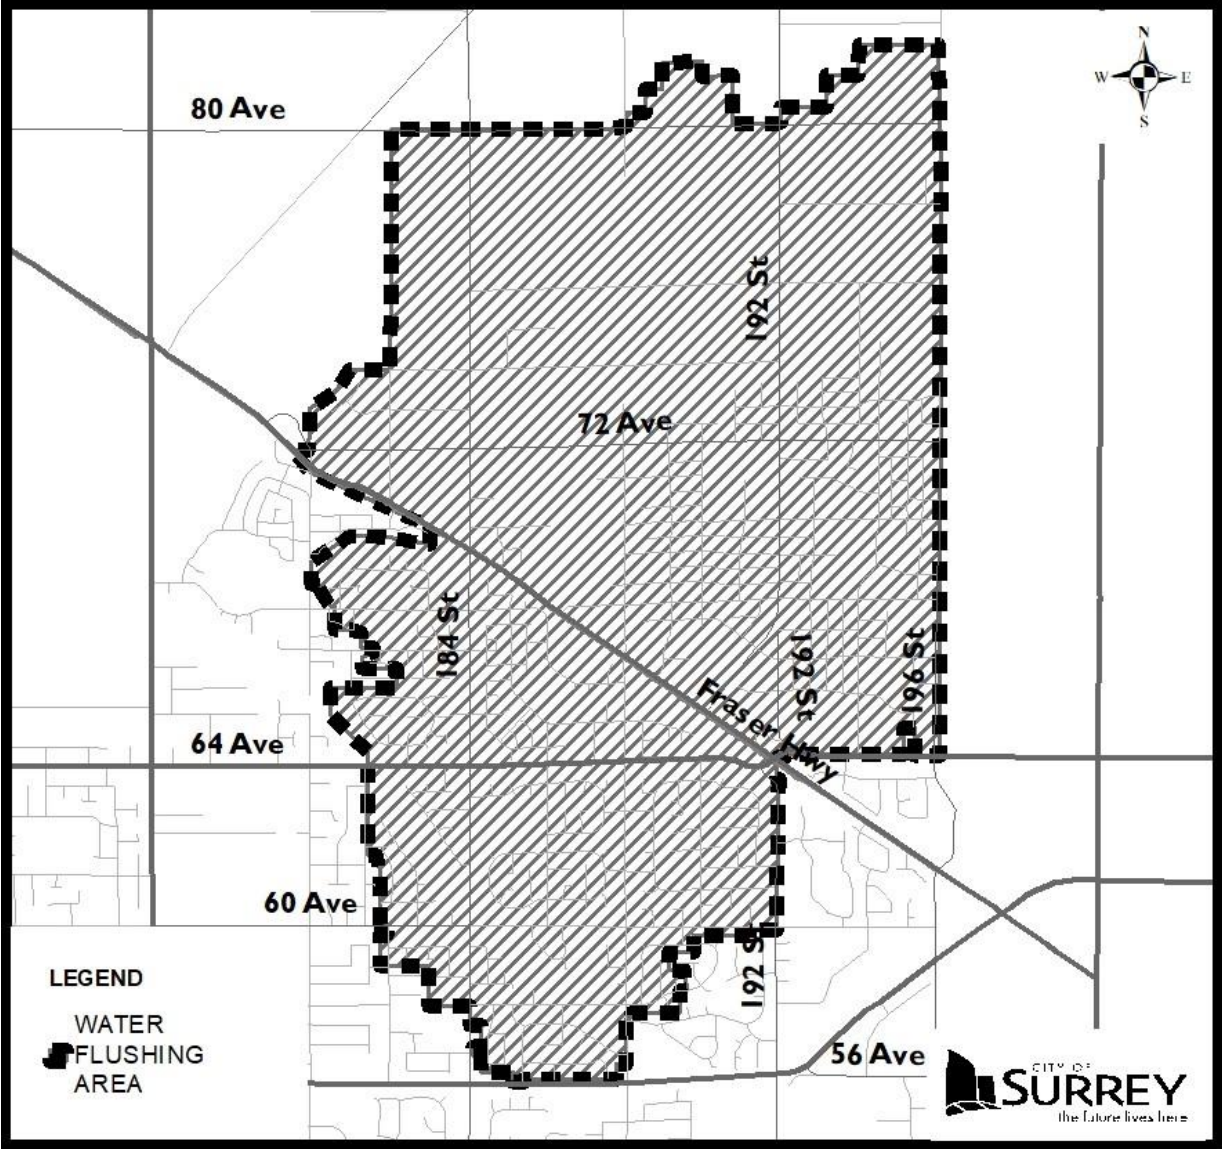 N
W E
S
80 Ave
192 St
72 Ave
184 St
192 St
196 St
Fraser Hwy
64 Ave
60 Ave
192 St
56 Ave
LEGEND
WATER
FLUSHING
AREA
CITY OF
SURREY
the future lives here